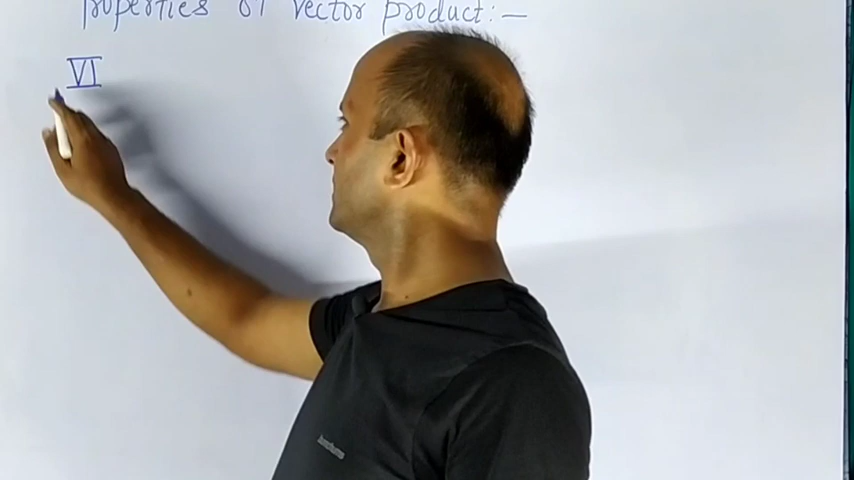 Properties of vector product:—
VI